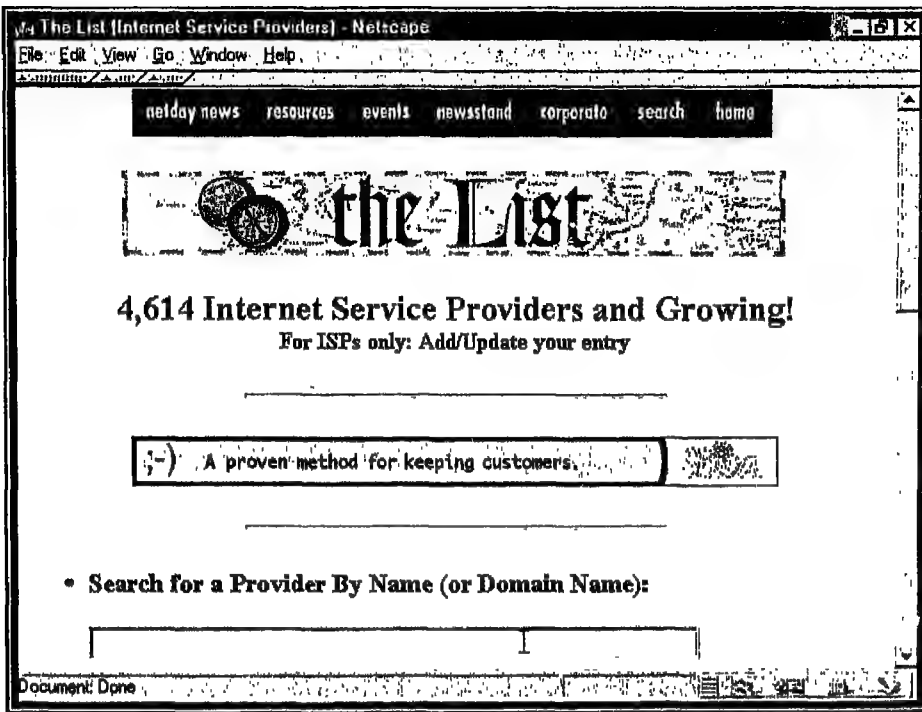 The List (Internet Service Providers) - Netscape
File Edit View Go Window Help
netday news resources events newsstand corporate search home
the List
4,614 Internet Service Providers and Growing!
For ISPs only: Add/Update your entry
;-) A proven method for keeping customers.
• Search for a Provider By Name (or Domain Name):
Document: Done